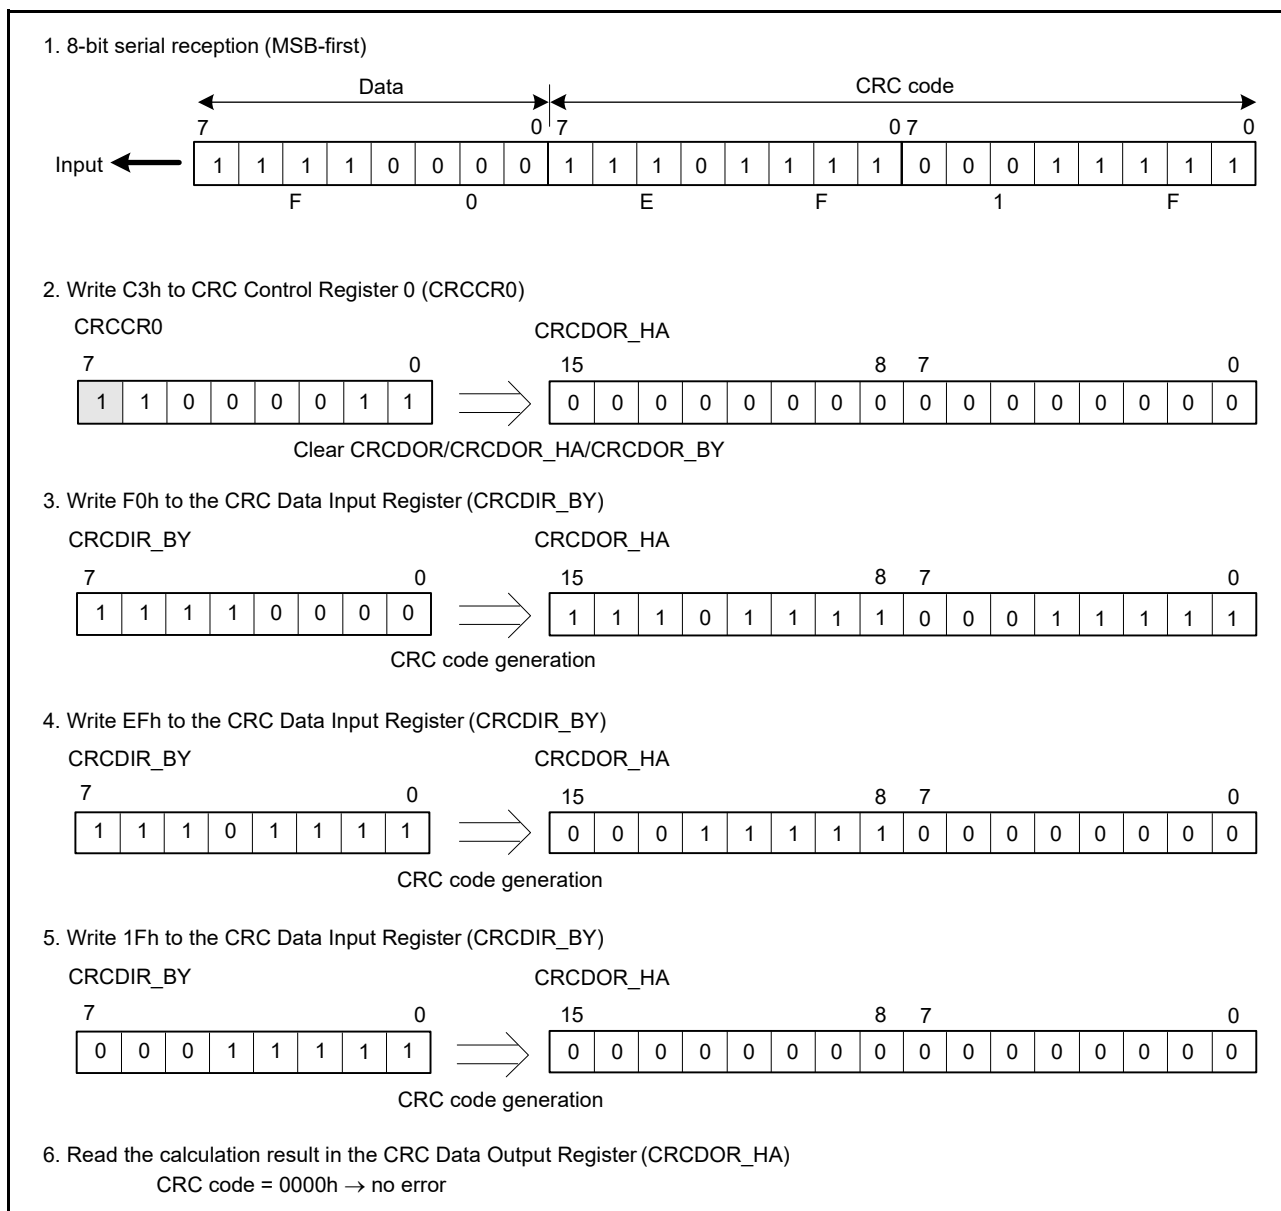 1. 8-bit serial reception (MSB-first)
Data CRC code
7 0 7 0 7 0
Input 1 1 1 1 0 0 0 0 1 1 1 0 1 1 1 1 0 0 0 1 1 1 1 1
F 0 E F 1 F
2. Write C3h to CRC Control Register 0 (CRCCR0)
CRCCR0 CRCDOR_HA
7 0 15 8 7 0
1 1 0 0 0 0 1 1 0 0 0 0 0 0 0 0 0 0 0 0 0 0 0 0
Clear CRCDOR/CRCDOR_HA/CRCDOR_BY
3. Write F0h to the CRC Data Input Register (CRCDIR_BY)
CRCDIR_BY CRCDOR_HA
7 0 15 8 7 0
1 1 1 1 0 0 0 0 1 1 1 0 1 1 1 1 0 0 0 1 1 1 1 1
CRC code generation
4. Write EFh to the CRC Data Input Register (CRCDIR_BY)
CRCDIR_BY CRCDOR_HA
7 0 15 8 7 0
1 1 1 0 1 1 1 1 0 0 0 1 1 1 1 1 0 0 0 0 0 0 0 0
CRC code generation
5. Write 1Fh to the CRC Data Input Register (CRCDIR_BY)
CRCDIR_BY CRCDOR_HA
7 0 15 8 7 0
0 0 0 1 1 1 1 1 0 0 0 0 0 0 0 0 0 0 0 0 0 0 0 0
CRC code generation
6. Read the calculation result in the CRC Data Output Register (CRCDOR_HA)
CRC code = 0000h → no error